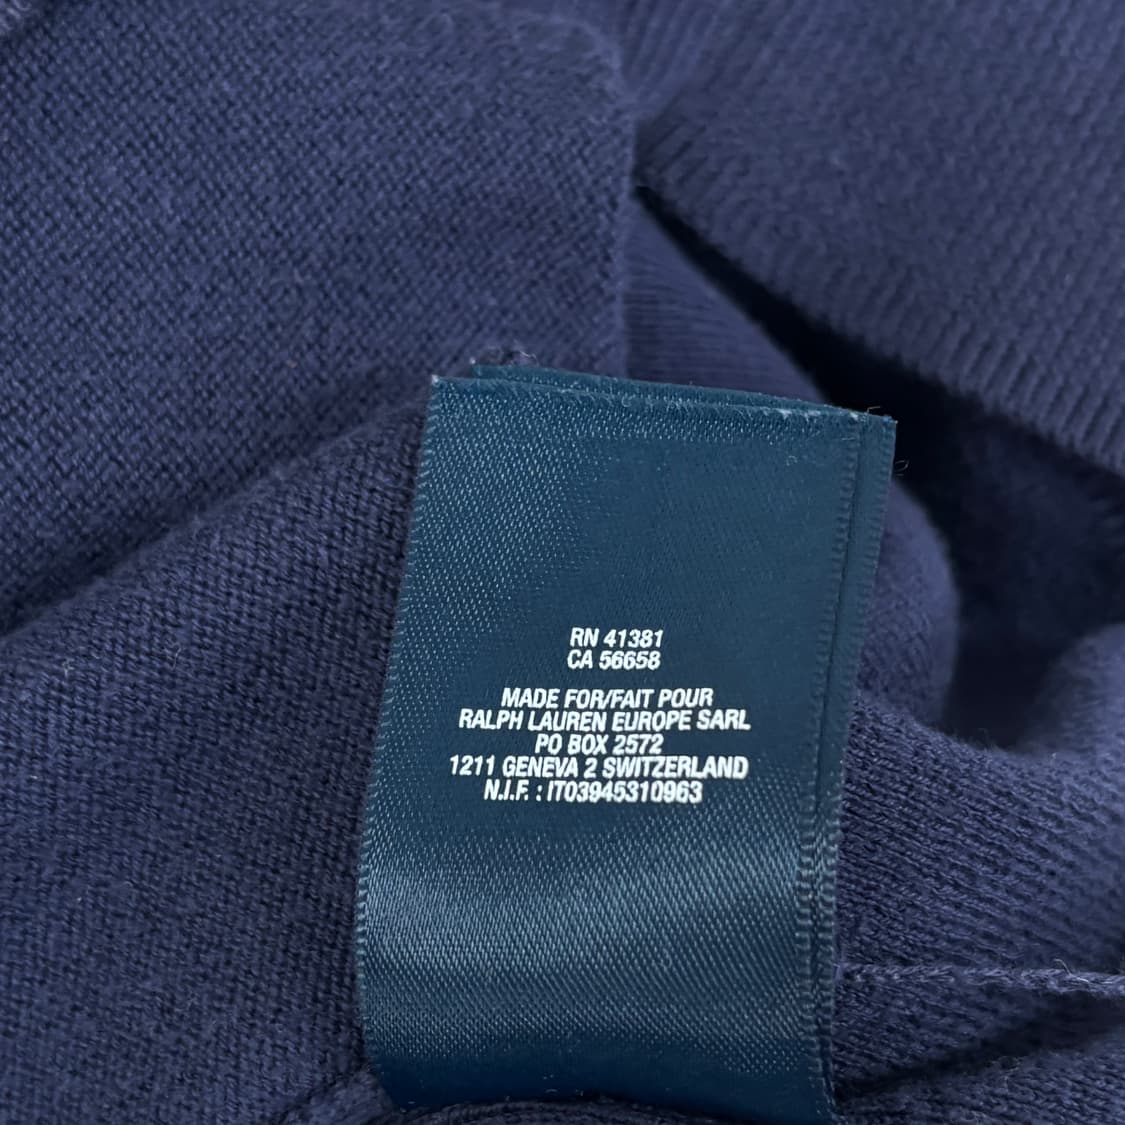 RN 41381
CA 56658
MADE FOR/FAIT POUR
RALPH LAUREN EUROPE SARL
PO BOX 2572
1211 GENEVA 2 SWITZERLAND
N.I.F. : IT03945310963